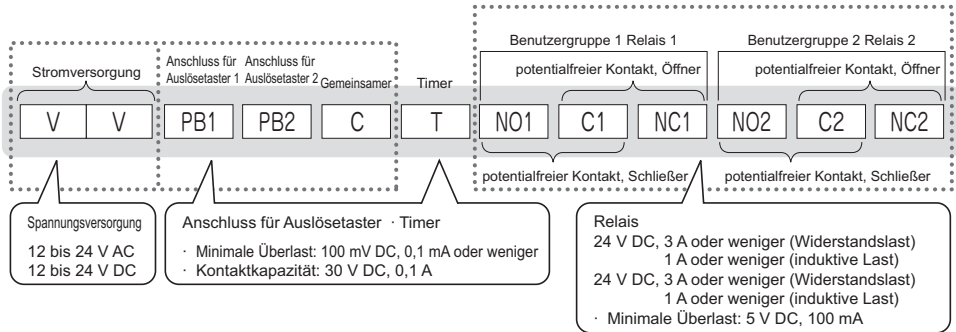 Benutzergruppe 1 Relais 1
Benutzergruppe 2 Relais 2
Stromversorgung
Anschluss für
Auslösetaster 1
Anschluss für
Auslösetaster 2
Gemeinsamer
Timer
potentialfreier Kontakt, Öffner
potentialfreier Kontakt, Öffner
V V PB1 PB2 C T NO1 C1 NC1 NO2 C2 NC2
potentialfreier Kontakt, Schließer
potentialfreier Kontakt, Schließer
Spannungsversorgung
12 bis 24 V AC
12 bis 24 V DC
Anschluss für Auslösetaster · Timer
· Minimale Überlast: 100 mV DC, 0,1 mA oder weniger
· Kontaktkapazität: 30 V DC, 0,1 A
Relais
24 V DC, 3 A oder weniger (Widerstandslast)
1 A oder weniger (induktive Last)
24 V DC, 3 A oder weniger (Widerstandslast)
1 A oder weniger (induktive Last)
· Minimale Überlast: 5 V DC, 100 mA